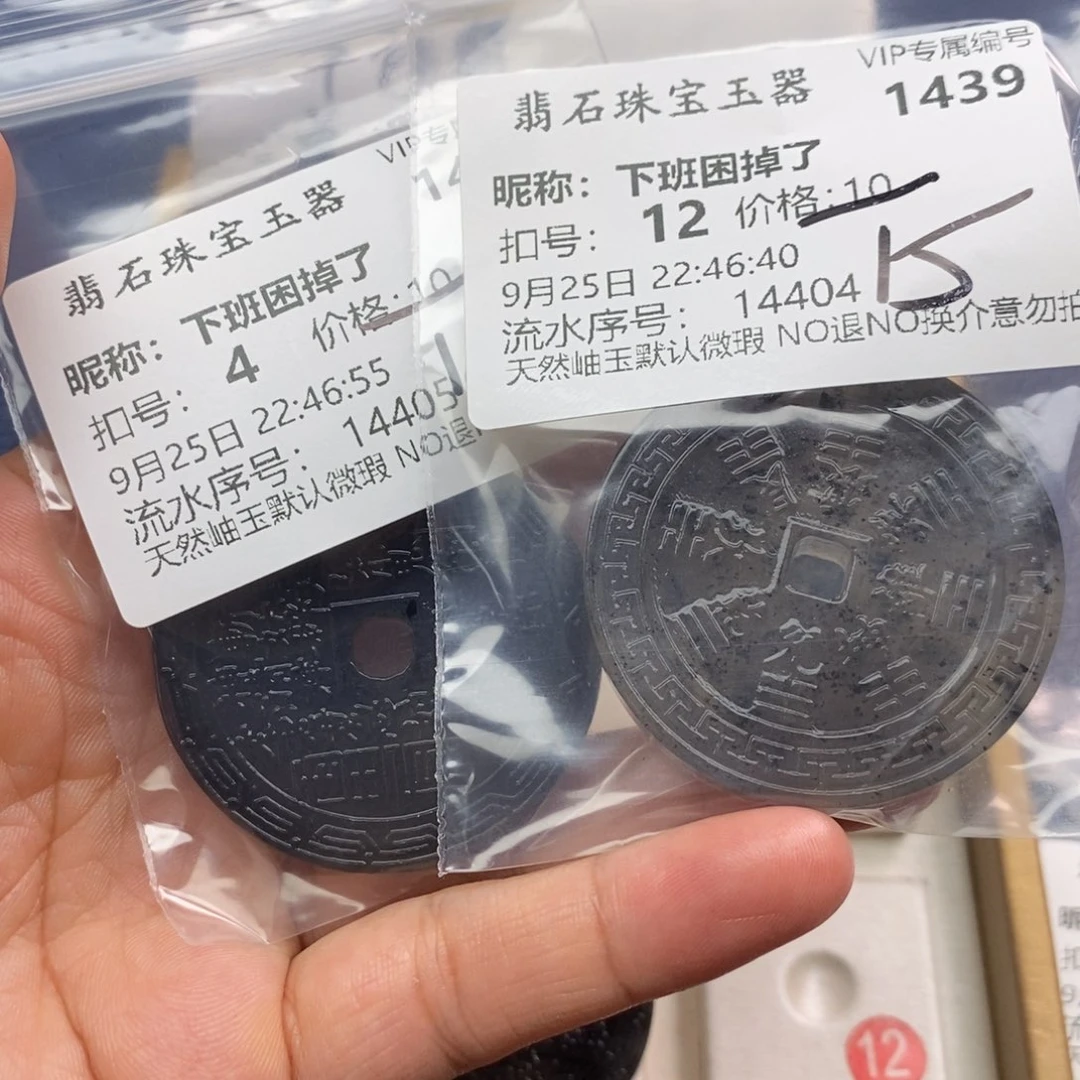 翡石珠宝玉器
VIP专
14
昵称：下班困掉了
扣号：4 价格:10
9月25日 22:46:55
流水序号：14405
天然岫玉默认微瑕 NO退
翡石珠宝玉器
VIP专属编号
1439
昵称：下班困掉了
扣号：12 价格:10
15
9月25日 22:46:40
流水序号：14404
天然岫玉默认微瑕 NO退NO换介意勿拍
12